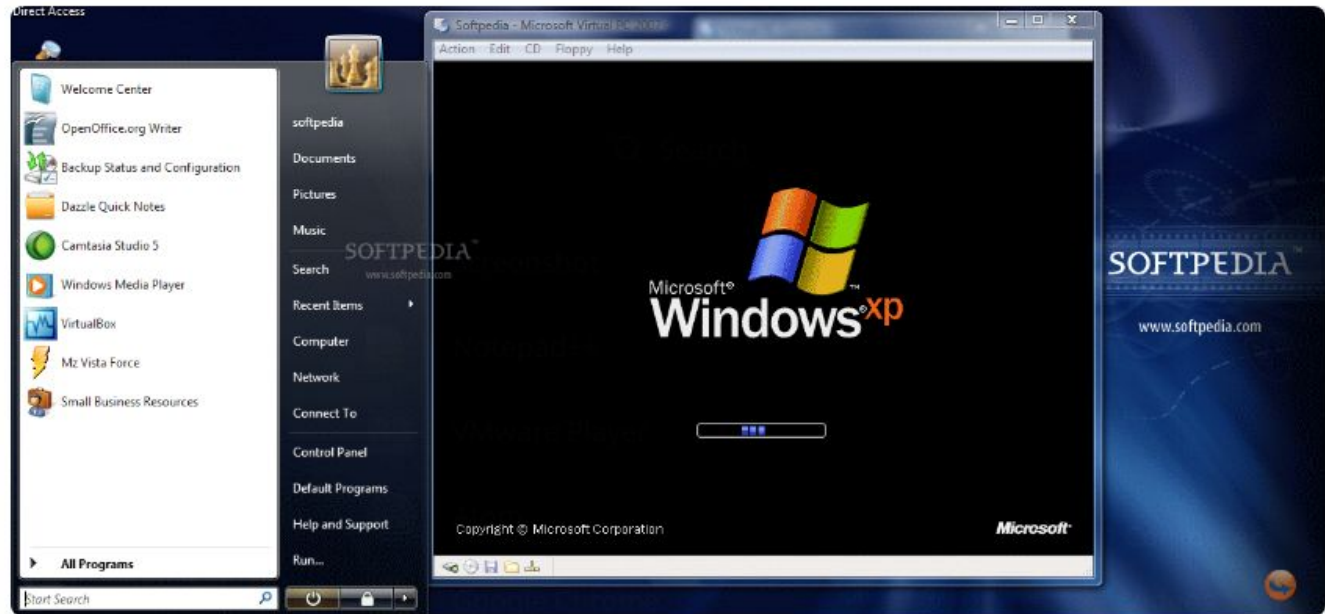 Direct Access
Welcome Center
OpenOffice.org Writer
Backup Status and Configuration
Dazzle Quick Notes
Camtasia Studio 5
Windows Media Player
VirtualBox
Mz Vista Force
Small Business Resources
All Programs
Start Search
softpedia
Documents
Pictures
Music
Search
Recent Items
Computer
Network
Connect To
Control Panel
Default Programs
Help and Support
Run...
SOFTPEDIA™
www.softpedia.com
Softpedia - Microsoft Virtual PC 2007
Action Edit CD Floppy Help
Microsoft®
Windows® xp™
Copyright © Microsoft Corporation
Microsoft®
SOFTPEDIA™
www.softpedia.com